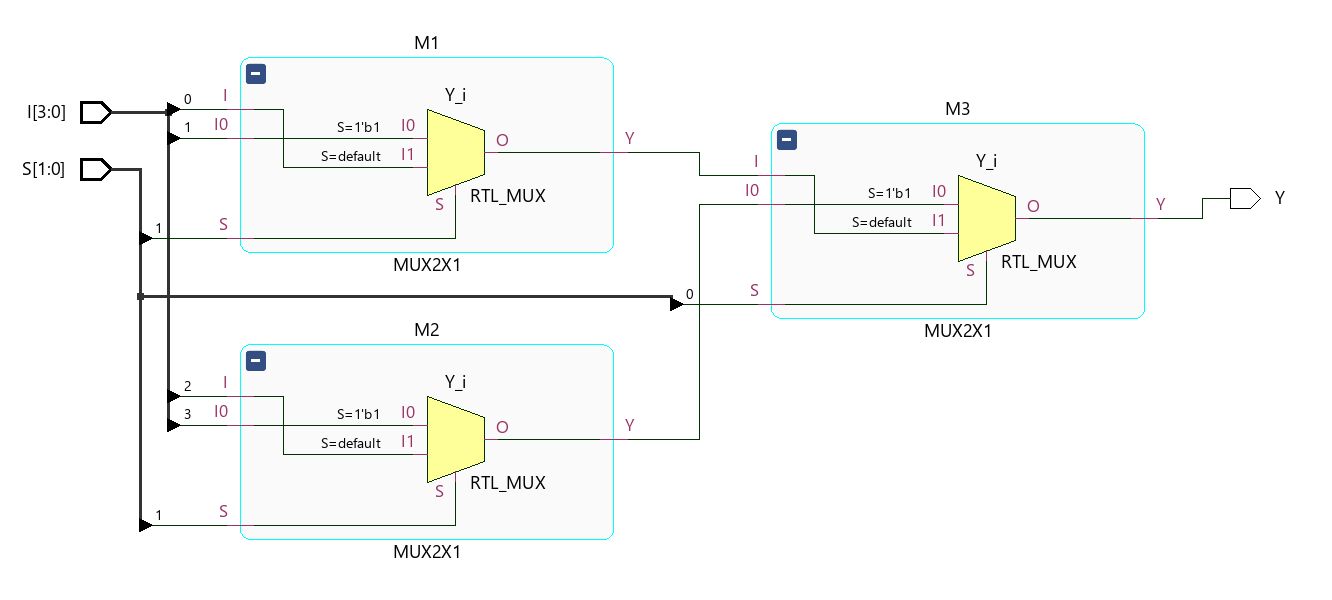 M1
I[3:0]
0
I
1
I0
Y_i
S=1'b1
I0
S=default
I1
O
S
RTL_MUX
Y
S[1:0]
1
S
MUX2X1
M3
I
I0
Y_i
S=1'b1
I0
S=default
I1
O
S
RTL_MUX
Y
Y
0
S
MUX2X1
M2
2
I
3
I0
Y_i
S=1'b1
I0
S=default
I1
O
S
RTL_MUX
Y
1
S
MUX2X1